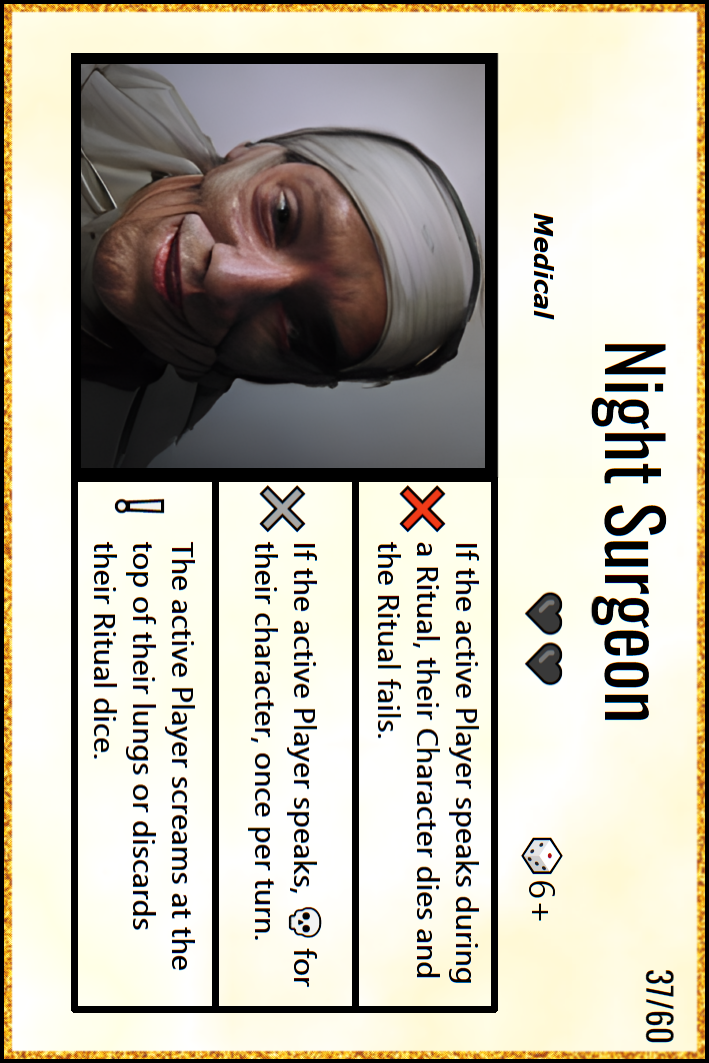 37/60
Night Surgeon
Medical
🖤🖤
🎲6+
❌ If the active Player speaks during
a Ritual, their Character dies and
the Ritual fails.
✖ If the active Player speaks, 💀 for
their character, once per turn.
! The active Player screams at the
top of their lungs or discards
their Ritual dice.